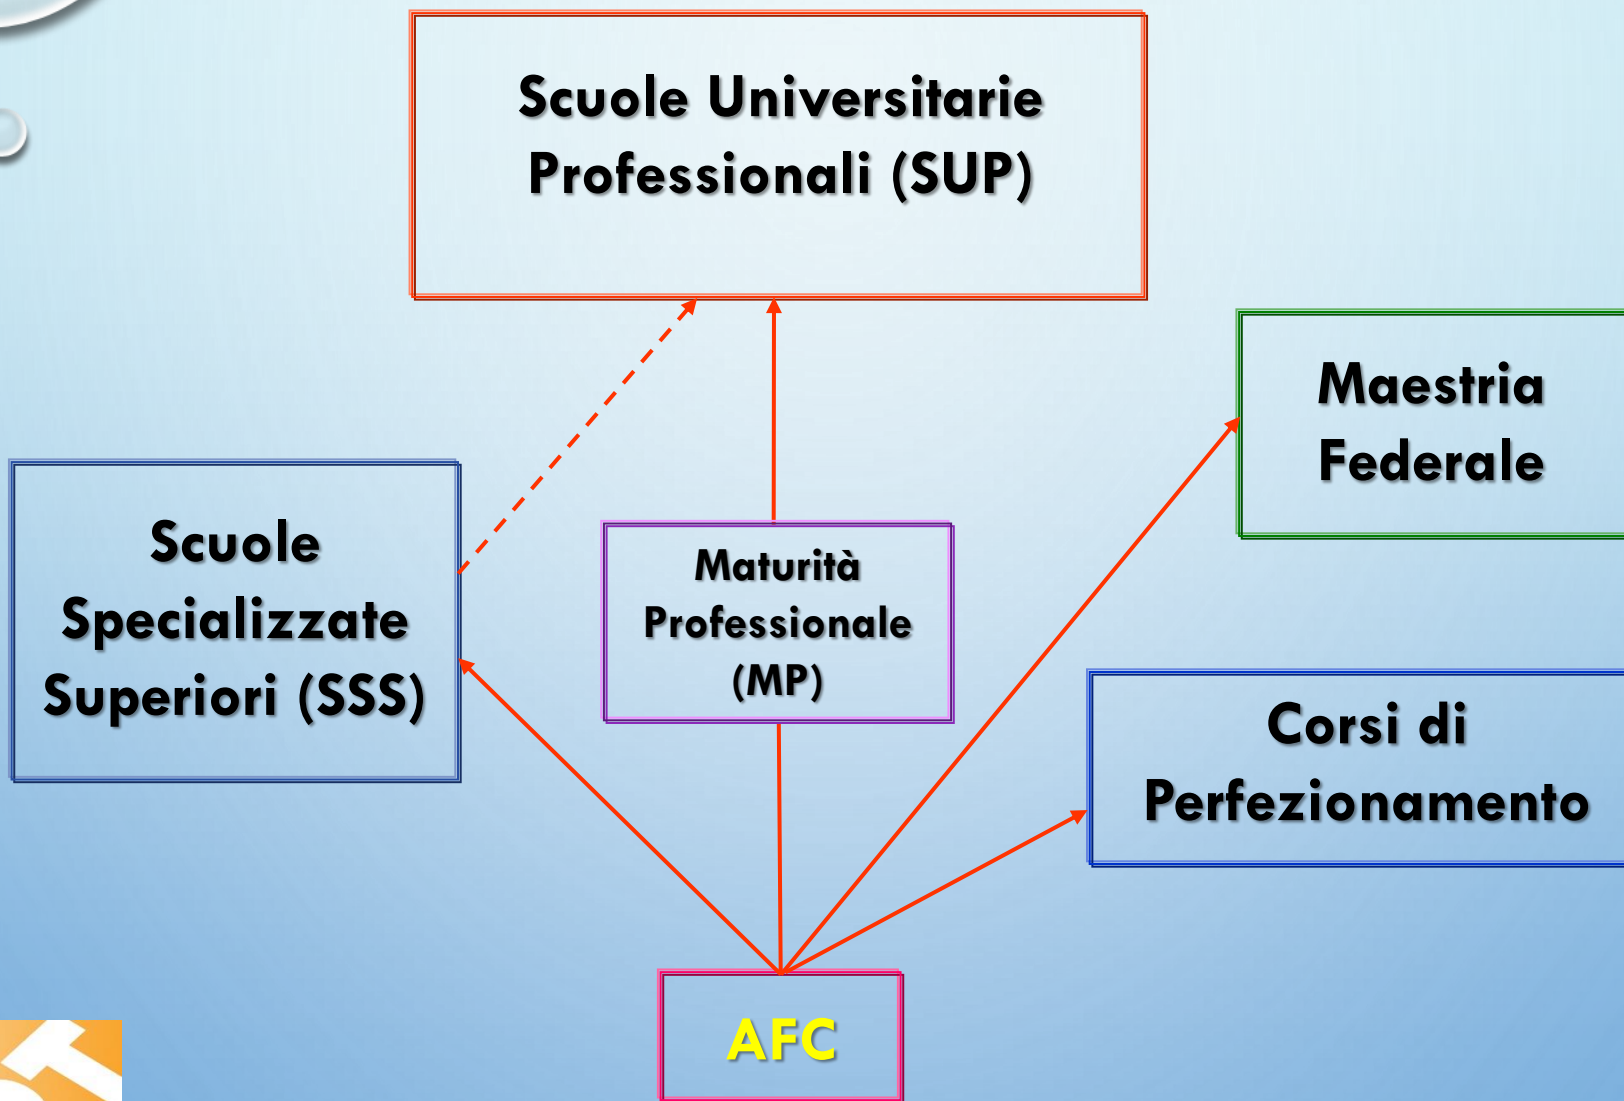 Scuole Universitarie
Professionali (SUP)
Maestria
Federale
Scuole
Specializzate
Superiori (SSS)
Maturità
Professionale
(MP)
Corsi di
Perfezionamento
AFC